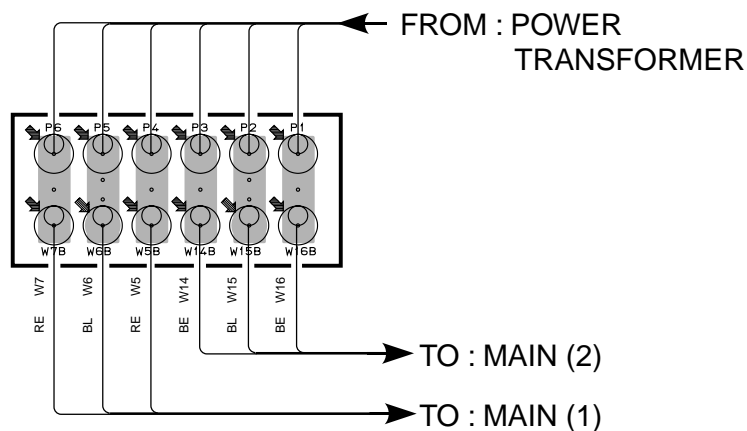 FROM : POWER
TRANSFORMER
P6 P5 P4 P3 P2 P1
W7B W6B W5B W14B W15B W16B
W7 W6 W5 W14 W15 W16
RE BL RE BE BL BE
TO : MAIN (2)
TO : MAIN (1)